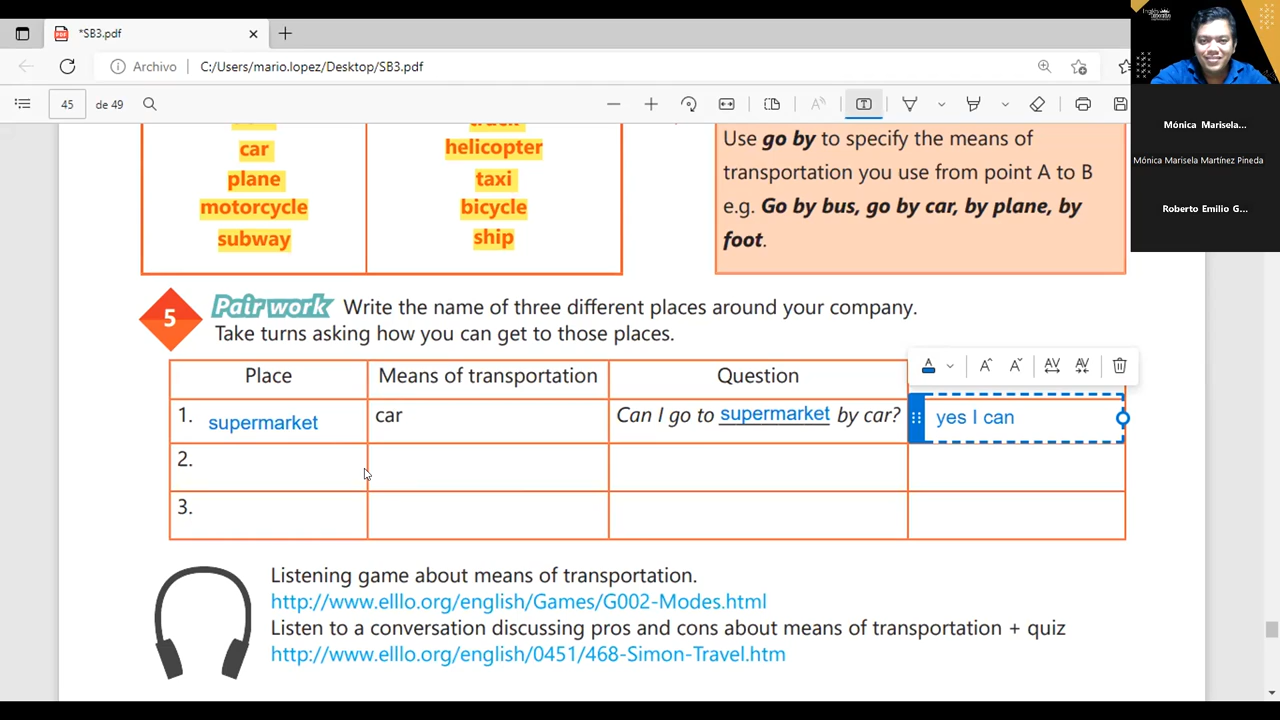 *SB3.pdf
Archivo
C:/Users/mario.lopez/Desktop/SB3.pdf
45
de 49
car
helicopter
plane
taxi
motorcycle
bicycle
subway
ship
Use go by to specify the means of
transportation you use from point A to B
e.g. Go by bus, go by car, by plane, by
foot.
5
Pair work Write the name of three different places around your company.
Take turns asking how you can get to those places.
Place
Means of transportation
Question
1. supermarket
car
Can I go to supermarket by car?
yes I can
2.
3.
Listening game about means of transportation.
http://www.elllo.org/english/Games/G002-Modes.html
Listen to a conversation discussing pros and cons about means of transportation + quiz
http://www.elllo.org/english/0451/468-Simon-Travel.htm
Mónica Marisela...
Mónica Marisela Martínez Pineda
Roberto Emilio G...